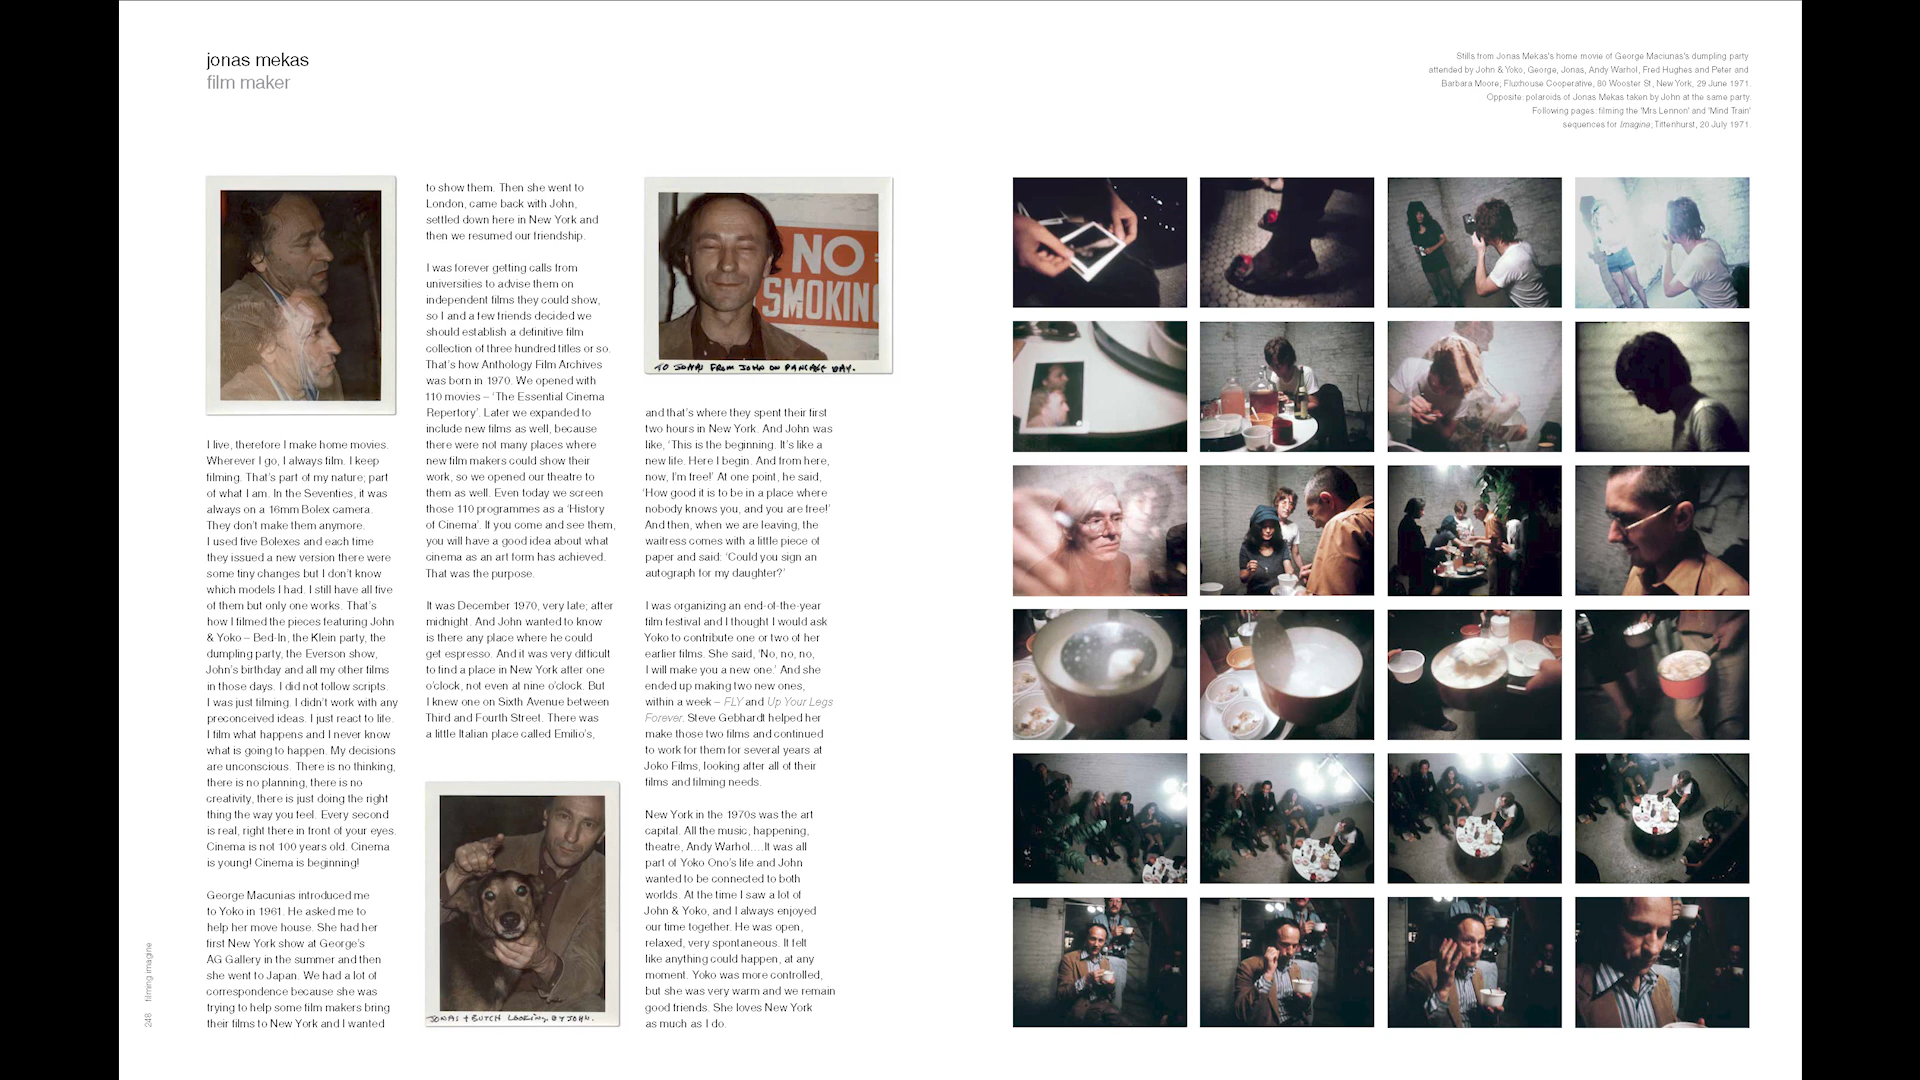 jonas mekas
film maker
Stills from Jonas Mekas's home movie of George Maciunas's dumpling party
attended by John & Yoko, George, Jonas, Andy Warhol, Fred Hughes and Peter and
Barbara Moore; Fluxhouse Cooperative, 80 Wooster St, New York, 29 June 1971.
Opposite: polaroids of Jonas Mekas taken by John at the same party.
Following pages: filming the 'Mrs Lennon' and 'Mind Train'
sequences for Imagine, Tittenhurst, 20 July 1971.
I live, therefore I make home movies.
Wherever I go, I always film. I keep
filming. That's part of my nature; part
of what I am. In the Seventies, it was
always on a 16mm Bolex camera.
They don't make them anymore.
I used five Bolexes and each time
they issued a new version there were
some tiny changes but I don't know
which models I had. I still have all five
of them but only one works. That's
how I filmed the pieces featuring John
& Yoko – Bed-In, the Klein party, the
dumpling party, the Everson show,
John's birthday and all my other films
in those days. I did not follow scripts.
I was just filming. I didn't work with any
preconceived ideas. I just react to life.
I film what happens and I never know
what is going to happen. My decisions
are unconscious. There is no thinking,
there is no planning, there is no
creativity, there is just doing the right
thing the way you feel. Every second
is real, right there in front of your eyes.
Cinema is not 100 years old. Cinema
is young! Cinema is beginning!
George Macunias introduced me
to Yoko in 1961. He asked me to
help her move house. She had her
first New York show at George's
AG Gallery in the summer and then
she went to Japan. We had a lot of
correspondence because she was
trying to help some film makers bring
their films to New York and I wanted
to show them. Then she went to
London, came back with John,
settled down here in New York and
then we resumed our friendship.
I was forever getting calls from
universities to advise them on
independent films they could show,
so I and a few friends decided we
should establish a definitive film
collection of three hundred titles or so.
That's how Anthology Film Archives
was born in 1970. We opened with
110 movies – 'The Essential Cinema
Repertory'. Later we expanded to
include new films as well, because
there were not many places where
new film makers could show their
work, so we opened our theatre to
them as well. Even today we screen
those 110 programmes as a 'History
of Cinema'. If you come and see them,
you will have a good idea about what
cinema as an art form has achieved.
That was the purpose.
It was December 1970, very late; after
midnight. And John wanted to know
is there any place where he could
get espresso. And it was very difficult
to find a place in New York after one
o'clock, not even at nine o'clock. But
I knew one on Sixth Avenue between
Third and Fourth Street. There was
a little Italian place called Emilio's,
JONAS + BUTCH LOOKING BY JOHN.
NO
SMOKING
TO JONAS FROM JOHN ON PANCAKE DAY.
and that's where they spent their first
two hours in New York. And John was
like, 'This is the beginning. It's like a
new life. Here I begin. And from here,
now, I'm free!' At one point, he said,
'How good it is to be in a place where
nobody knows you, and you are free!'
And then, when we are leaving, the
waitress comes with a little piece of
paper and said: 'Could you sign an
autograph for my daughter?'
I was organizing an end-of-the-year
film festival and I thought I would ask
Yoko to contribute one or two of her
earlier films. She said, 'No, no, no,
I will make you a new one.' And she
ended up making two new ones,
within a week – FLY and Up Your Legs
Forever. Steve Gebhardt helped her
make those two films and continued
to work for them for several years at
Joko Films, looking after all of their
films and filming needs.
New York in the 1970s was the art
capital. All the music, happening,
theatre, Andy Warhol....It was all
part of Yoko Ono's life and John
wanted to be connected to both
worlds. At the time I saw a lot of
John & Yoko, and I always enjoyed
our time together. He was open,
relaxed, very spontaneous. It felt
like anything could happen, at any
moment. Yoko was more controlled,
but she was very warm and we remain
good friends. She loves New York
as much as I do.
248 filming imagine